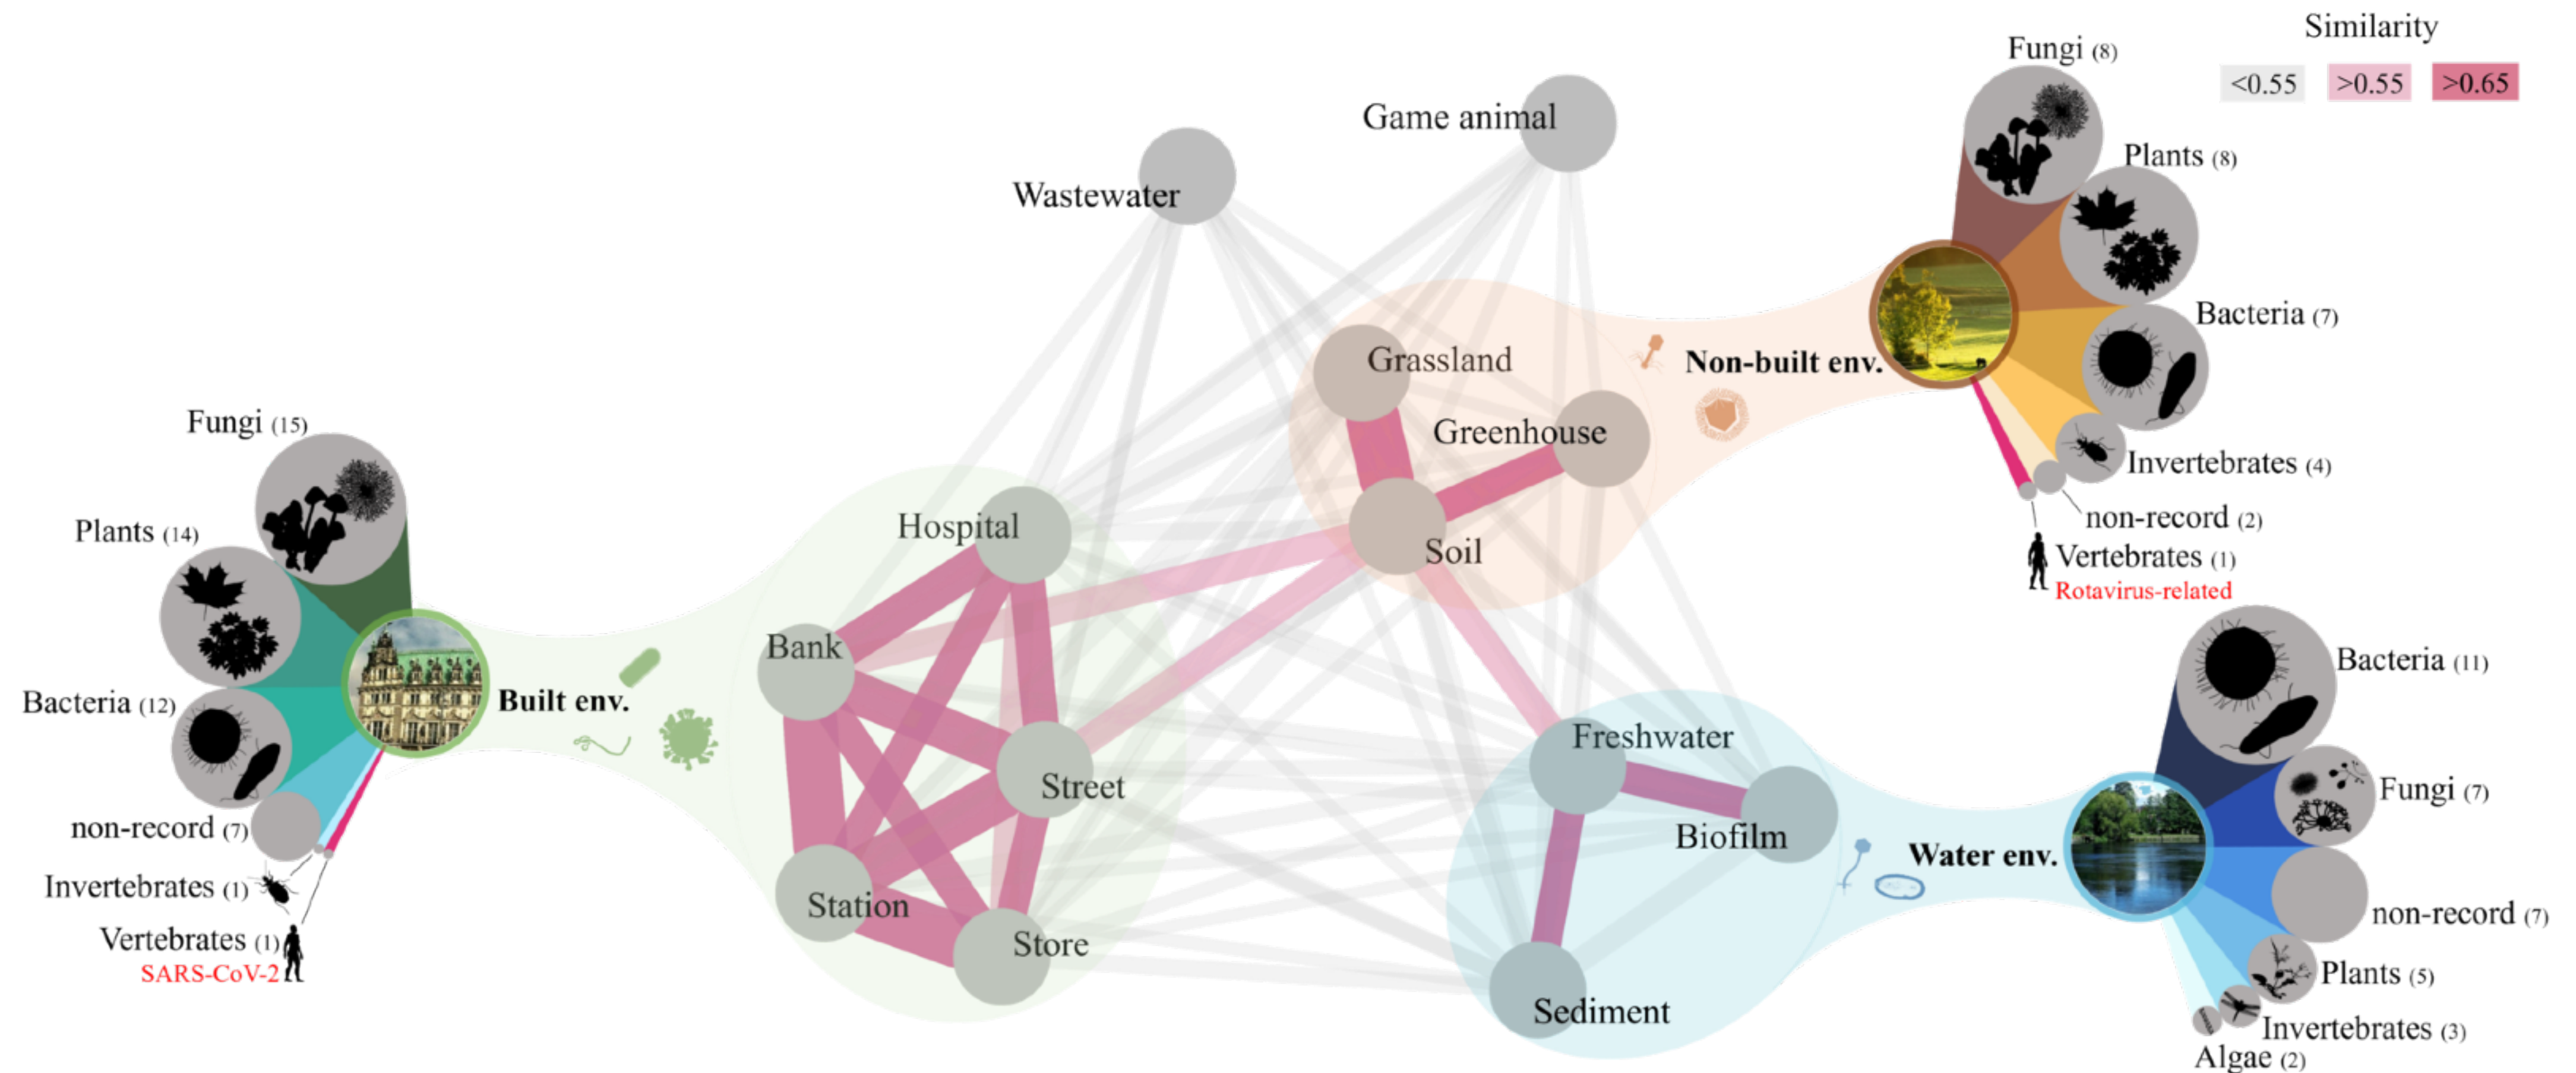 Similarity
<0.55 >0.55 >0.65
Fungi (8)
Plants (8)
Bacteria (7)
Invertebrates (4)
non-record (2)
Vertebrates (1)
Rotavirus-related
Non-built env.
Game animal
Wastewater
Grassland
Greenhouse
Soil
Hospital
Bank
Street
Station
Store
Fungi (15)
Plants (14)
Bacteria (12)
non-record (7)
Invertebrates (1)
Vertebrates (1)
SARS-CoV-2
Built env.
Freshwater
Biofilm
Sediment
Water env.
Bacteria (11)
Fungi (7)
non-record (7)
Plants (5)
Invertebrates (3)
Algae (2)